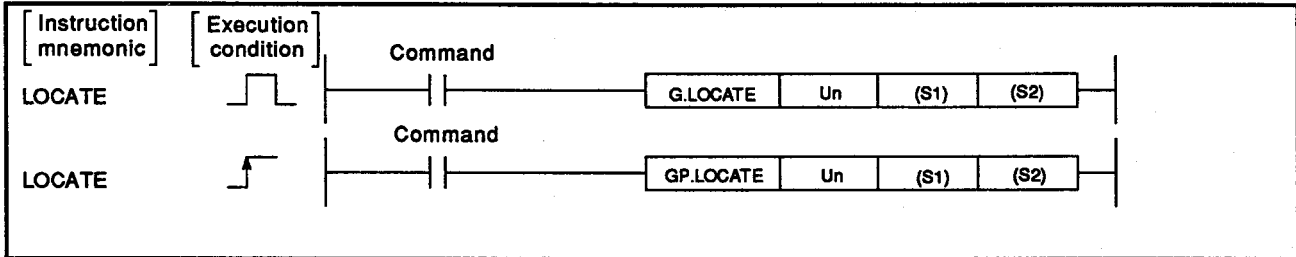 Instruction mnemonic
Execution condition
Command
LOCATE
G.LOCATE Un (S1) (S2)
Command
LOCATE
GP.LOCATE Un (S1) (S2)